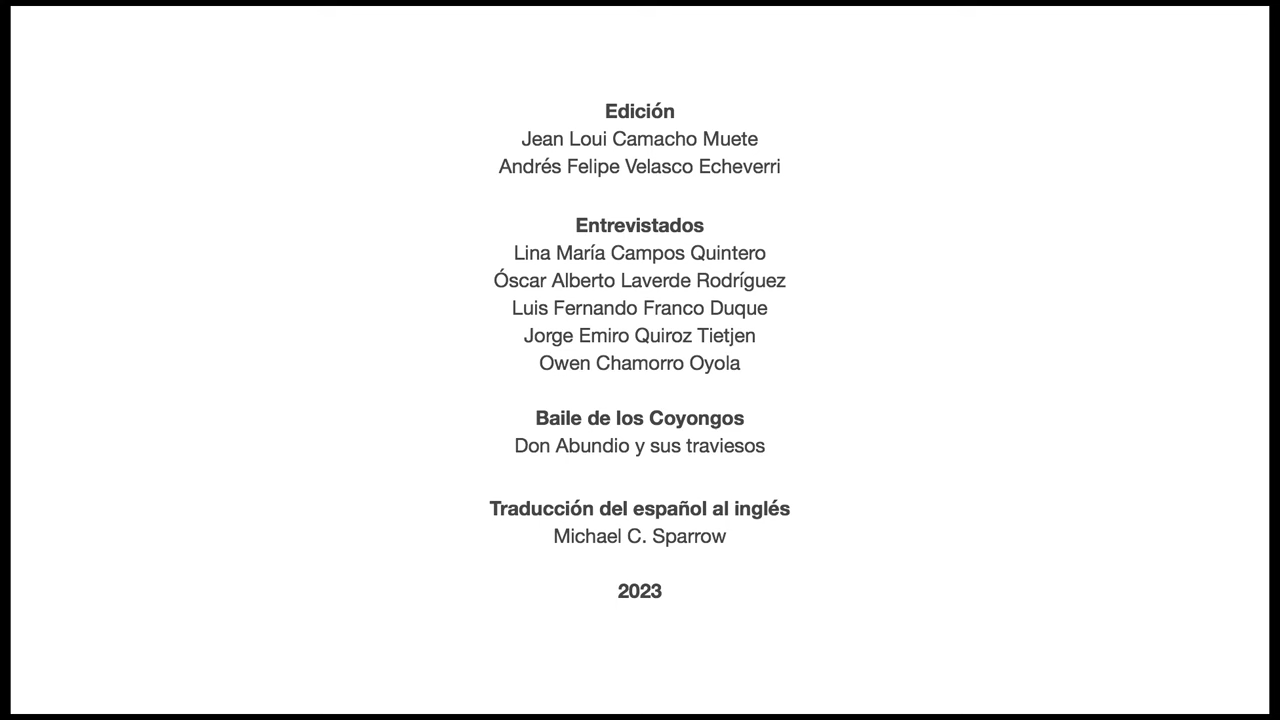 Edición
Jean Loui Camacho Muete
Andrés Felipe Velasco Echeverri
Entrevistados
Lina María Campos Quintero
Óscar Alberto Laverde Rodríguez
Luis Fernando Franco Duque
Jorge Emiro Quiroz Tietjen
Owen Chamorro Oyola
Baile de los Coyongos
Don Abundio y sus traviesos
Traducción del español al inglés
Michael C. Sparrow
2023